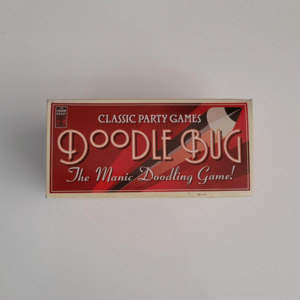 CLASSIC PARTY GAMES
DOODLE BUG
The Manic Doodling Game!